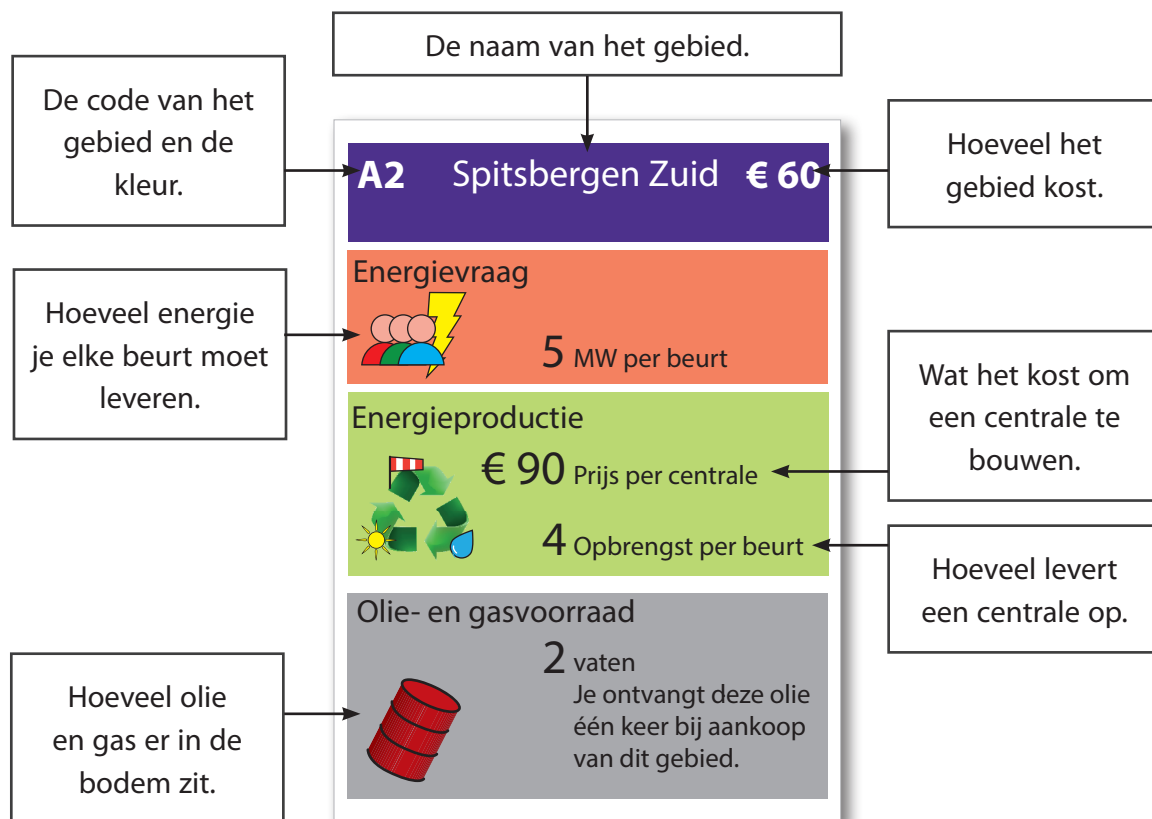 De naam van het gebied.
De code van het
gebied en de
kleur.
Hoeveel het
gebied kost.
A2 Spitsbergen Zuid € 60
Energievraag
5 MW per beurt
Hoeveel energie
je elke beurt moet
leveren.
Energieproductie
€ 90 Prijs per centrale
4 Opbrengst per beurt
Wat het kost om
een centrale te
bouwen.
Hoeveel levert
een centrale op.
Olie- en gasvoorraad
2 vaten
Je ontvangt deze olie
één keer bij aankoop
van dit gebied.
Hoeveel olie
en gas er in de
bodem zit.